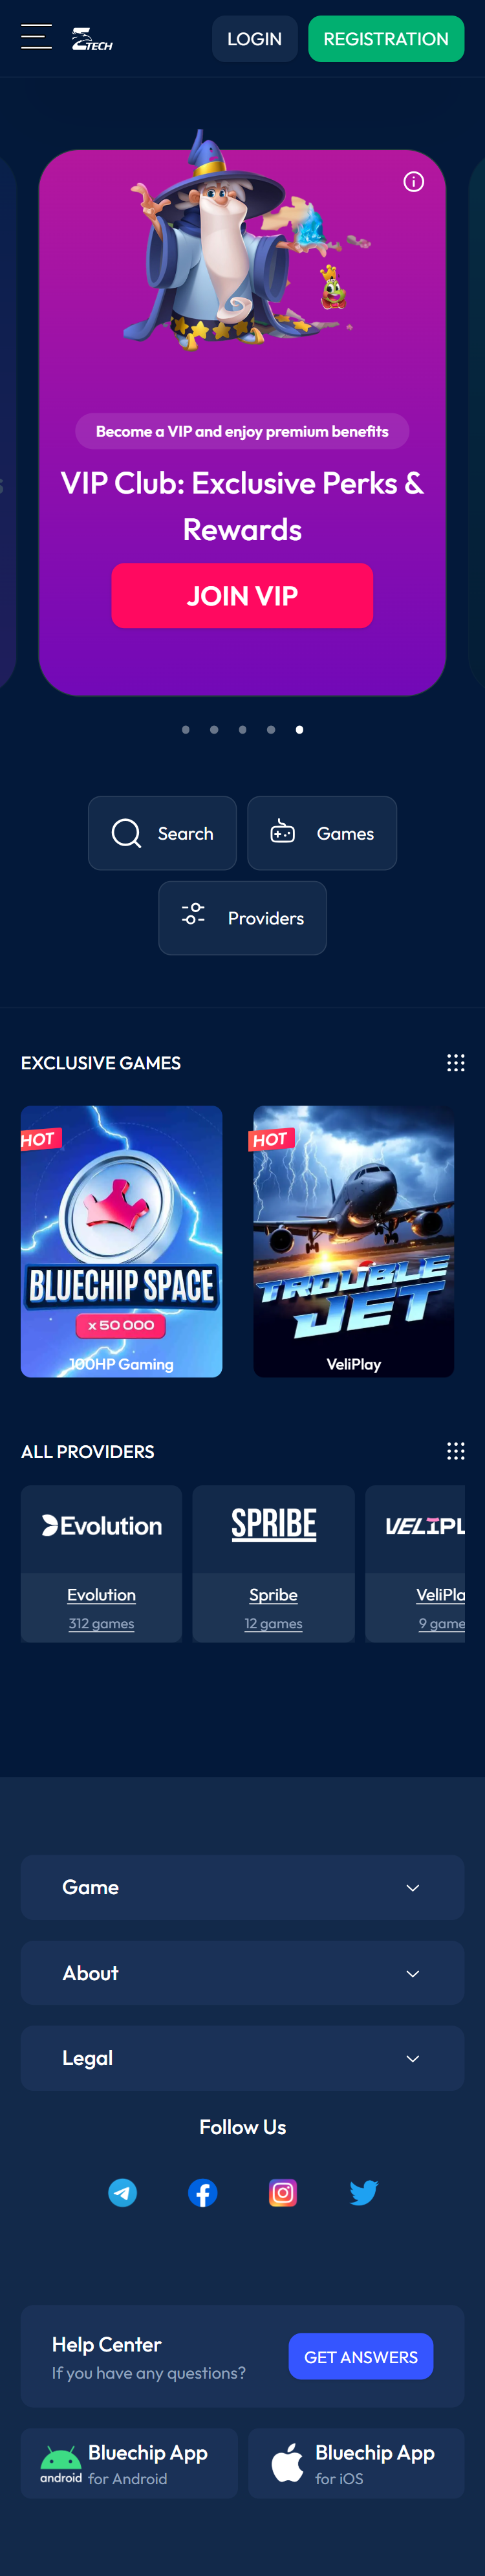 ZTECH
LOGIN
REGISTRATION
Become a VIP and enjoy premium benefits
VIP Club: Exclusive Perks &
Rewards
JOIN VIP
Search
Games
Providers
EXCLUSIVE GAMES
HOT
BLUECHIP SPACE
x 50 000
100HP Gaming
HOT
TROUBLE
JET
VeliPlay
ALL PROVIDERS
Evolution
Evolution
312 games
SPRIBE
Spribe
12 games
VELIPL
VeliPla
9 game
Game
About
Legal
Follow Us
Help Center
If you have any questions?
GET ANSWERS
android
Bluechip App
for Android
Bluechip App
for iOS